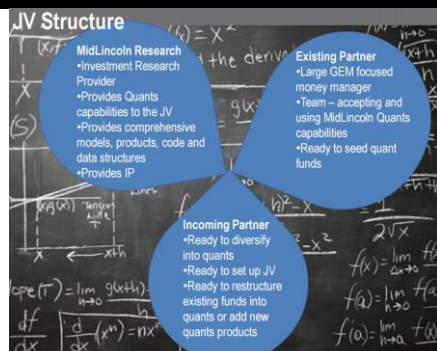 JV Structure
MidLincoln Research
•Investment Research
Provider
•Provides Quants
capabilities to the JV
•Provides comprehensive
models, products, code and
data structures
•Provides IP
Existing Partner
•Large GEM focused
money manager
•Team – accepting and
using MidLincoln Quants
capabilities
•Ready to seed quant
funds
Incoming Partner
•Ready to diversify
into quants
•Ready to set up JV
•Ready to restructure
existing funds into
quants or add new
quants products